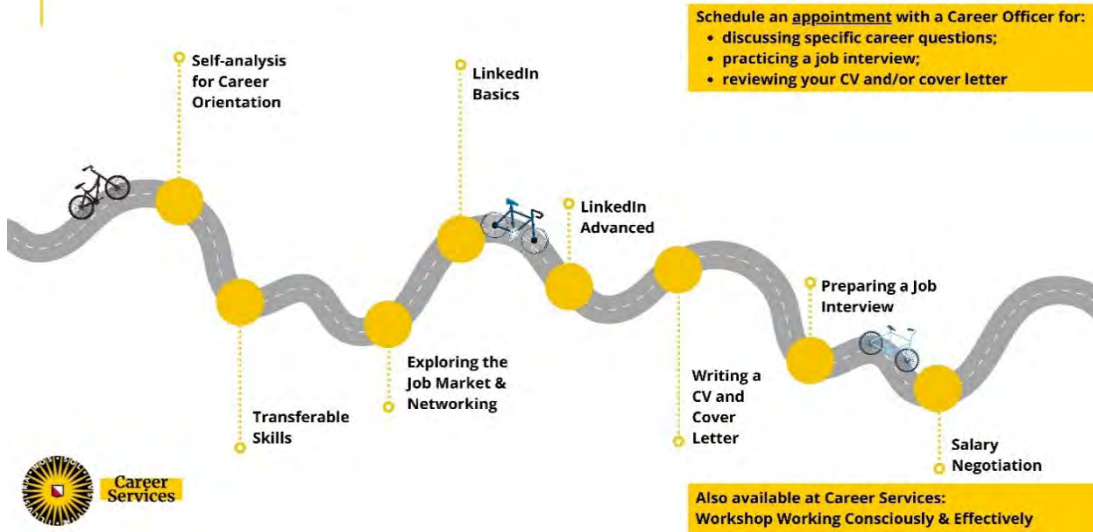 Schedule an appointment with a Career Officer for:
• discussing specific career questions;
• practicing a job interview;
• reviewing your CV and/or cover letter
Self-analysis
for Career
Orientation
LinkedIn
Basics
LinkedIn
Advanced
Preparing a Job
Interview
Exploring the
Job Market &
Networking
Transferable
Skills
Writing a
CV and
Cover
Letter
Salary
Negotiation
Career
Services
Also available at Career Services:
Workshop Working Consciously & Effectively